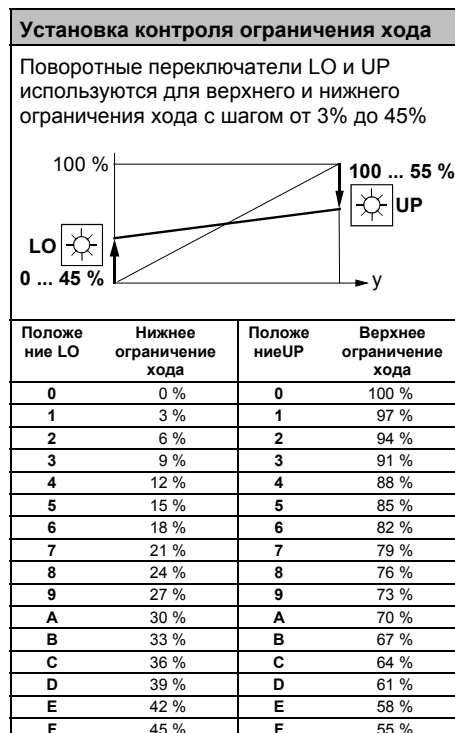 Установка контроля ограничения хода
Поворотные переключатели LO и UP
используются для верхнего и нижнего
ограничения хода с шагом от 3% до 45%
100 %
100 ... 55 %
UP
LO
0 ... 45 %
y
Положе Нижнее Положе Верхнее
ние LO ограничение ниеUP ограничение
хода хода
0 0 % 0 100 %
1 3 % 1 97 %
2 6 % 2 94 %
3 9 % 3 91 %
4 12 % 4 88 %
5 15 % 5 85 %
6 18 % 6 82 %
7 21 % 7 79 %
8 24 % 8 76 %
9 27 % 9 73 %
A 30 % A 70 %
B 33 % B 67 %
C 36 % C 64 %
D 39 % D 61 %
E 42 % E 58 %
F 45 % F 55 %